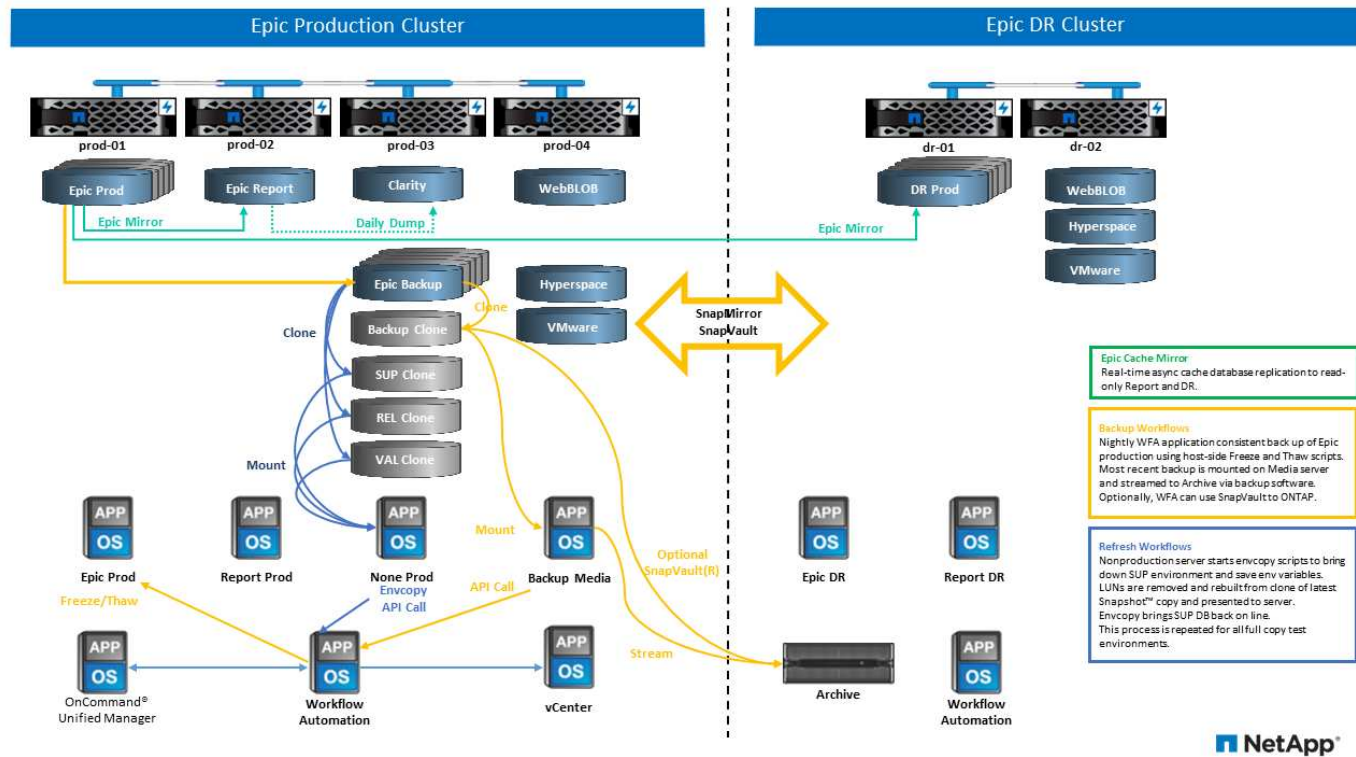 Epic Production Cluster
Epic DR Cluster
prod-01
prod-02
prod-03
prod-04
dr-01
dr-02
Epic Prod
Epic Report
Clarity
WebBLOB
DR Prod
WebBLOB
Epic Mirror
Daily Dump
Epic Mirror
Hyperspace
VMware
Epic Backup
Hyperspace
Clone
Clone
Backup Clone
VMware
SnapMirror
SnapVault
SUP Clone
REL Clone
VAL Clone
Mount
Epic Cache Mirror
Real-time async cache database replication to read-
only Report and DR.
Backup Workflows
Nightly WFA application consistent back up of Epic
production using host-side Freeze and Thaw scripts.
Most recent backup is mounted on Media server
and streamed to Archive via backup software.
Optionally, WFA can use SnapVault to ONTAP.
Refresh Workflows
Nonproduction server starts envcopy scripts to bring
down SUP environment and save env variables.
LUNs are removed and rebuilt from clone of latest
Snapshot™ copy and presented to server.
Envcopy brings SUP DB back on line.
This process is repeated for all full copy test
environments.
APP
OS
APP
OS
APP
OS
APP
OS
APP
OS
APP
OS
Mount
Optional
SnapVault(R)
Epic Prod
Report Prod
None Prod
Backup Media
Epic DR
Report DR
Freeze/Thaw
Envcopy
API Call
API Call
Stream
APP
OS
APP
OS
APP
OS
APP
OS
OnCommand®
Unified Manager
Workflow
Automation
vCenter
Archive
Workflow
Automation
NetApp®